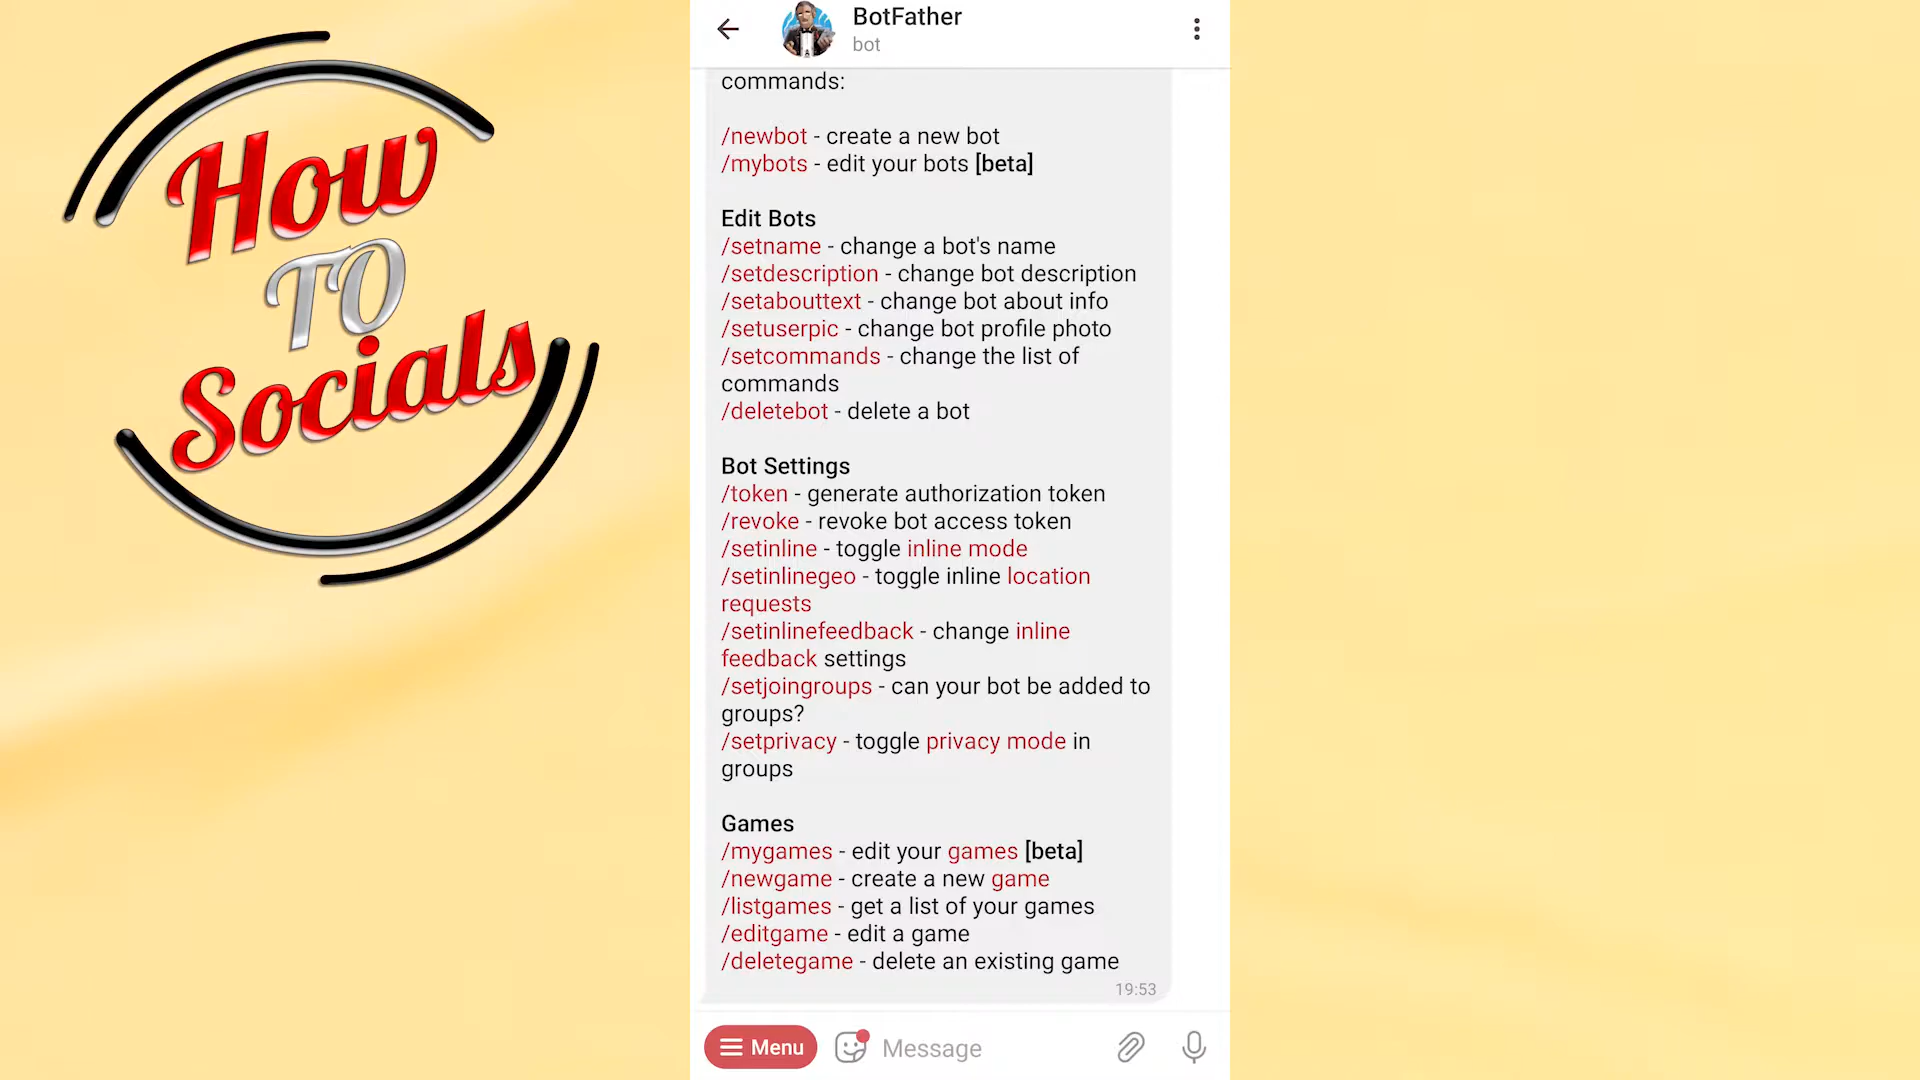 How
TO
Socials
BotFather
bot
commands:
/newbot - create a new bot
/mybots - edit your bots [beta]
Edit Bots
/setname - change a bot's name
/setdescription - change bot description
/setabouttext - change bot about info
/setuserpic - change bot profile photo
/setcommands - change the list of
commands
/deletebot - delete a bot
Bot Settings
/token - generate authorization token
/revoke - revoke bot access token
/setinline - toggle inline mode
/setinlinegeo - toggle inline location
requests
/setinlinefeedback - change inline
feedback settings
/setjoingroups - can your bot be added to
groups?
/setprivacy - toggle privacy mode in
groups
Games
/mygames - edit your games [beta]
/newgame - create a new game
/listgames - get a list of your games
/editgame - edit a game
/deletegame - delete an existing game
19:53
Menu
Message